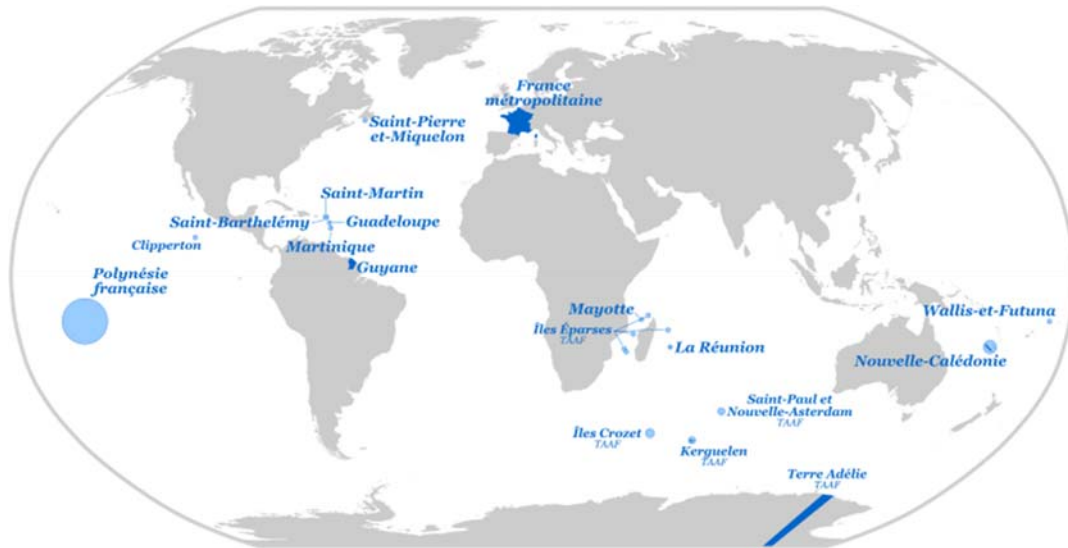 France
métropolitaine
Saint-Pierre
et-Miquelon
Saint-Martin
Saint-Barthelémy
Guadeloupe
Clipperton
Martinique
Guyane
Polynésie
française
Mayotte
Îles Éparses
TAAF
La Réunion
Wallis-et-Futuna
Nouvelle-Calédonie
Saint-Paul et
Nouvelle-Asterdam
TAAF
Îles Crozet
TAAF
Kerguelen
TAAF
Terre Adélie
TAAF